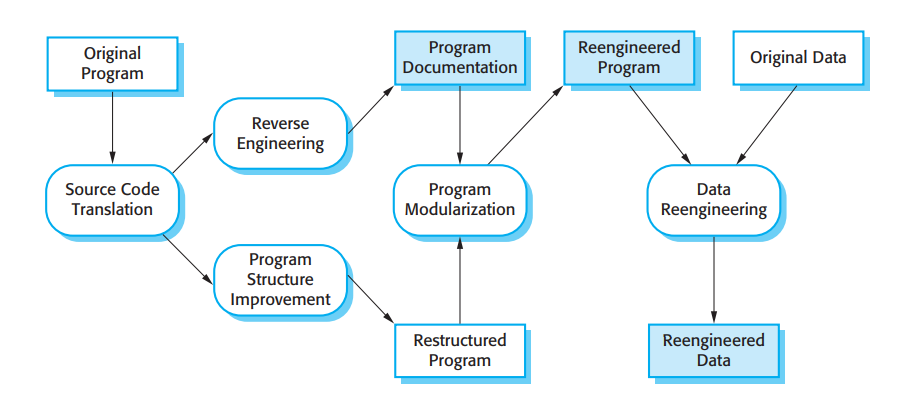 Original
Program
Program
Documentation
Reengineered
Program
Original Data
Reverse
Engineering
Source Code
Translation
Program
Modularization
Data
Reengineering
Program
Structure
Improvement
Restructured
Program
Reengineered
Data